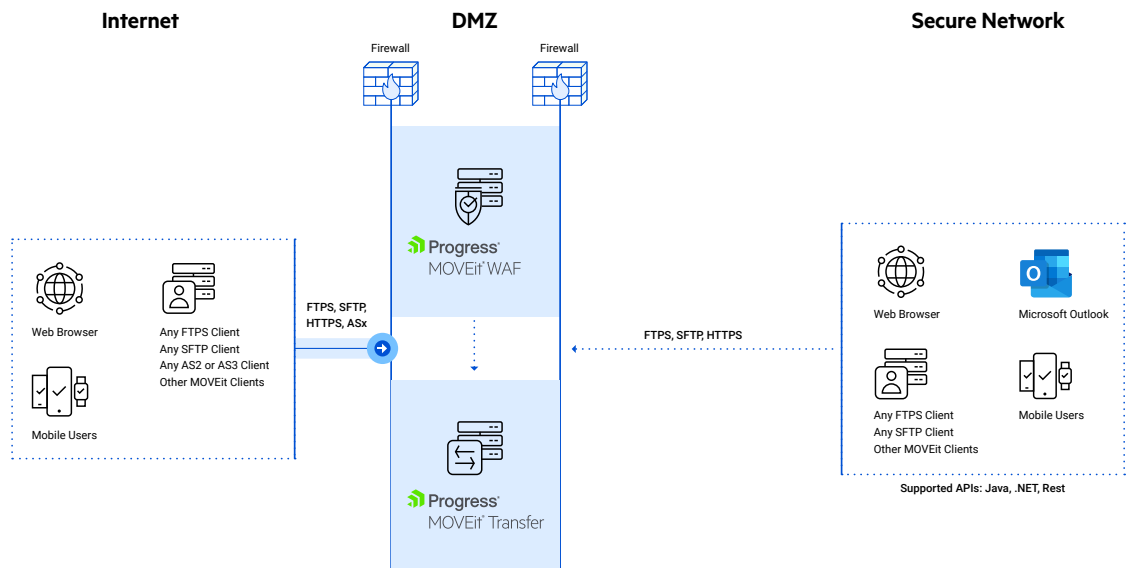 Internet
DMZ
Secure Network
Firewall
Firewall
Progress®
MOVEit® WAF
Web Browser
Any FTPS Client
Any SFTP Client
Any AS2 or AS3 Client
Other MOVEit Clients
Mobile Users
FTPS, SFTP,
HTTPS, ASx
FTPS, SFTP, HTTPS
Progress®
MOVEit® Transfer
Web Browser
O
Microsoft Outlook
Any FTPS Client
Any SFTP Client
Other MOVEit Clients
Mobile Users
Supported APIs: Java, .NET, Rest